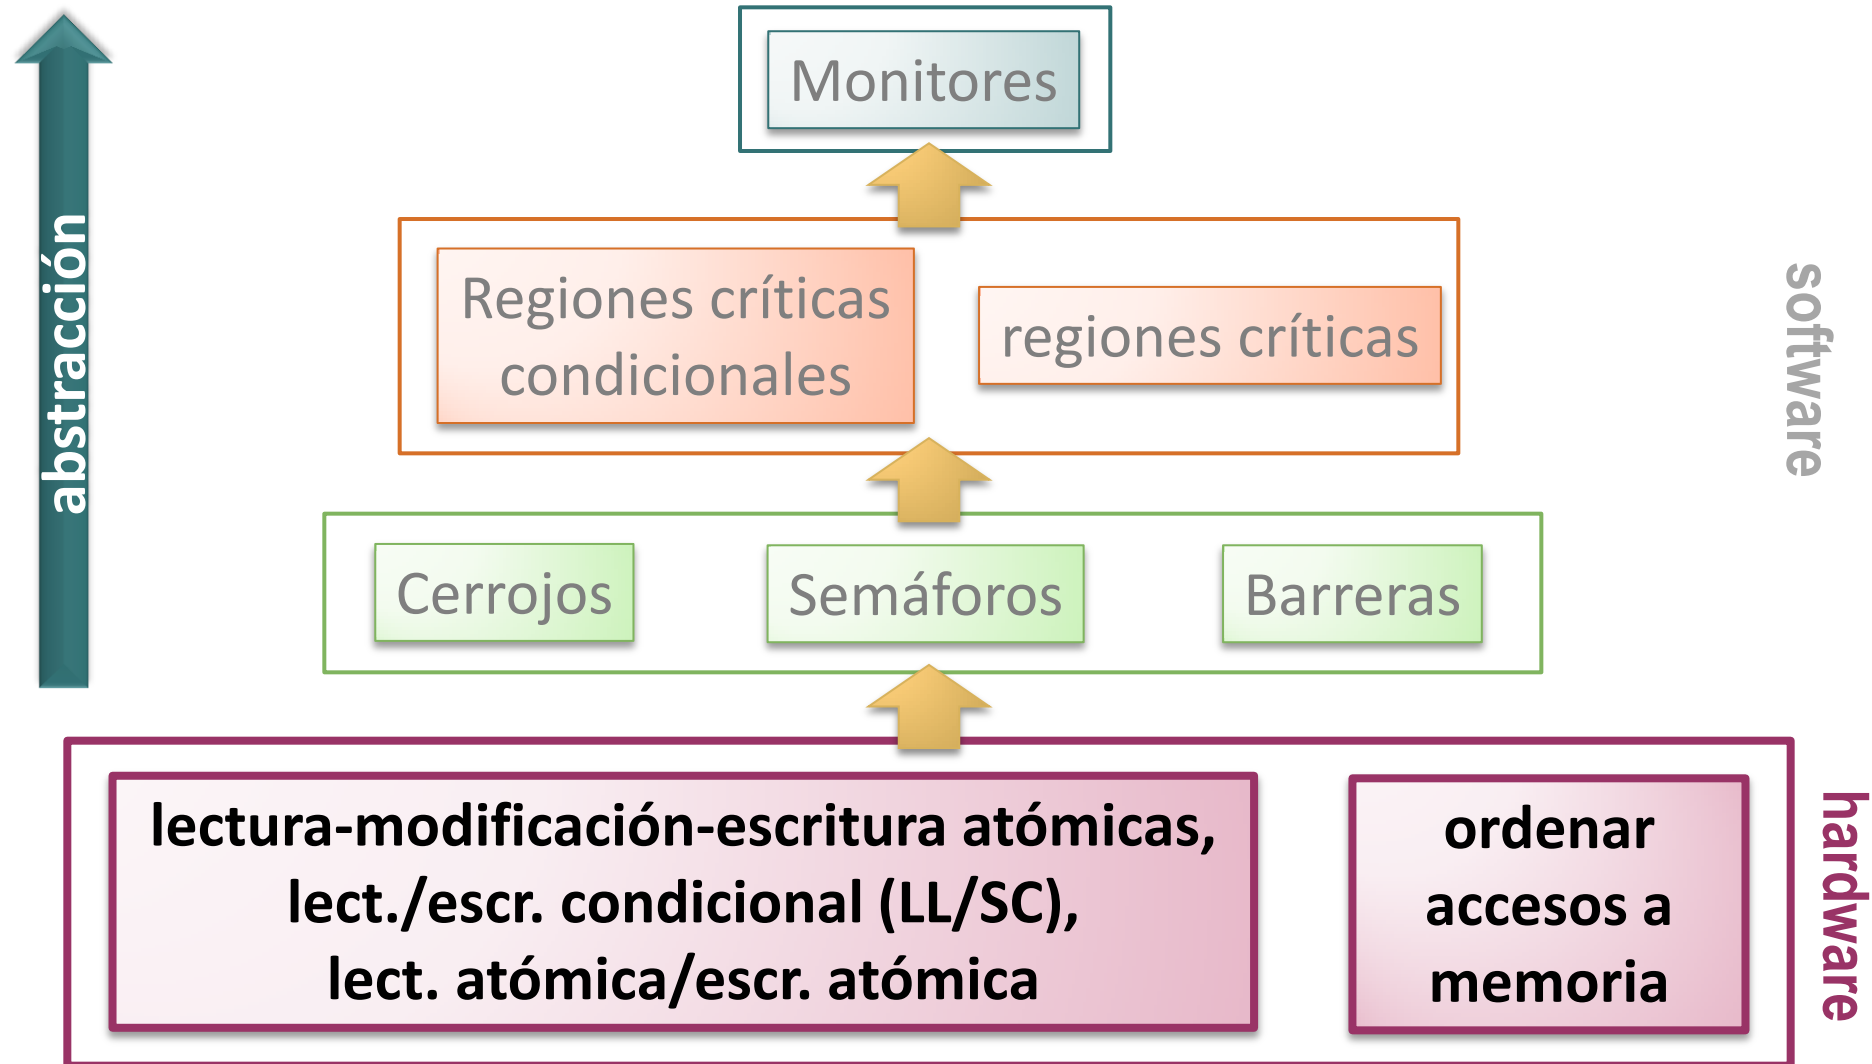 Monitores
abstracción
Regiones críticas
condicionales
regiones críticas
software
Cerrojos
Semáforos
Barreras
lectura-modificación-escritura atómicas,
lect./escr. condicional (LL/SC),
lect. atómica/escr. atómica
ordenar
accesos a
memoria
hardware